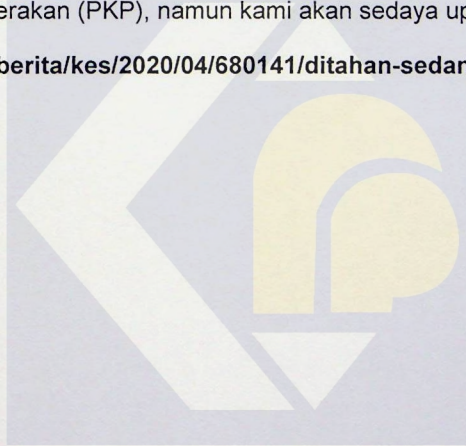 erakan (PKP), namun kami akan sedaya up
berita/kes/2020/04/680141/ditahan-sedan